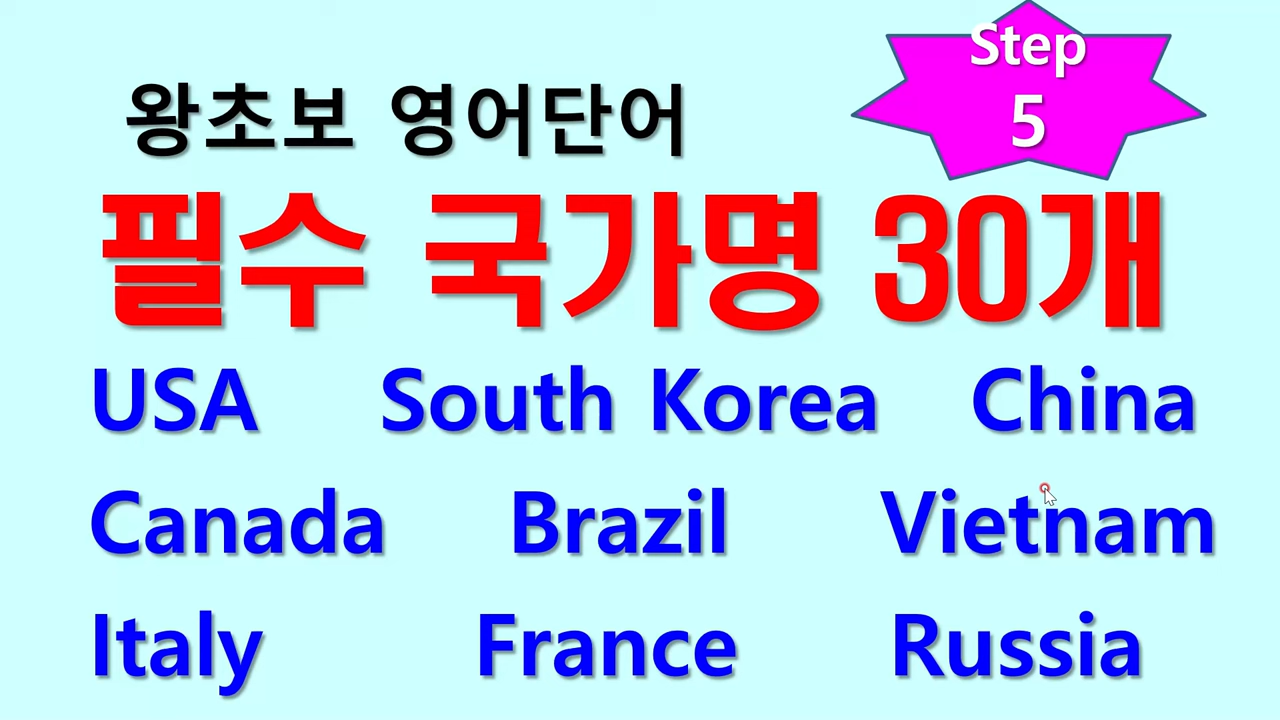 Step
5
왕초보 영어단어
필수 국가명 30개
USA South Korea China
Canada Brazil Vietnam
Italy France Russia